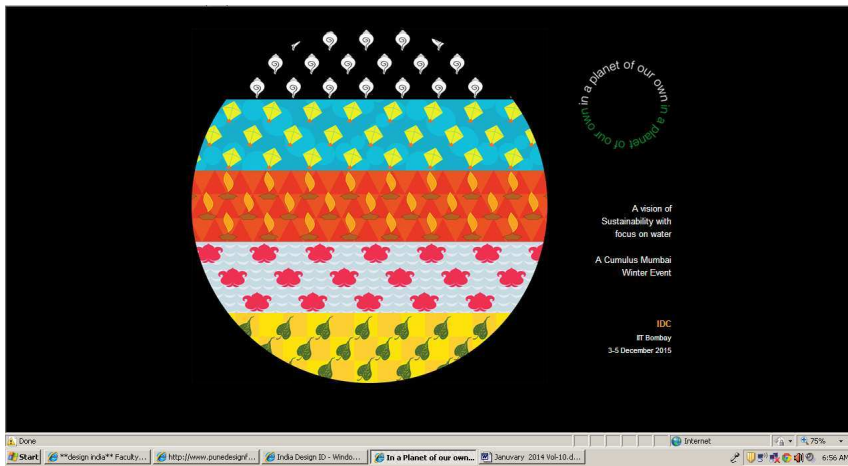 in a planet of our own in a planet of our own
A vision of
Sustainability with
focus on water
A Cumulus Mumbai
Winter Event
IDC
IIT Bombay
3-5 December 2015
Done
Internet
75%
Start
**design india** Faculty...
http://www.punedesignf...
India Design ID - Windo...
In a Planet of our own...
Januvary 2014 Vol-10.d...
6:56 AM